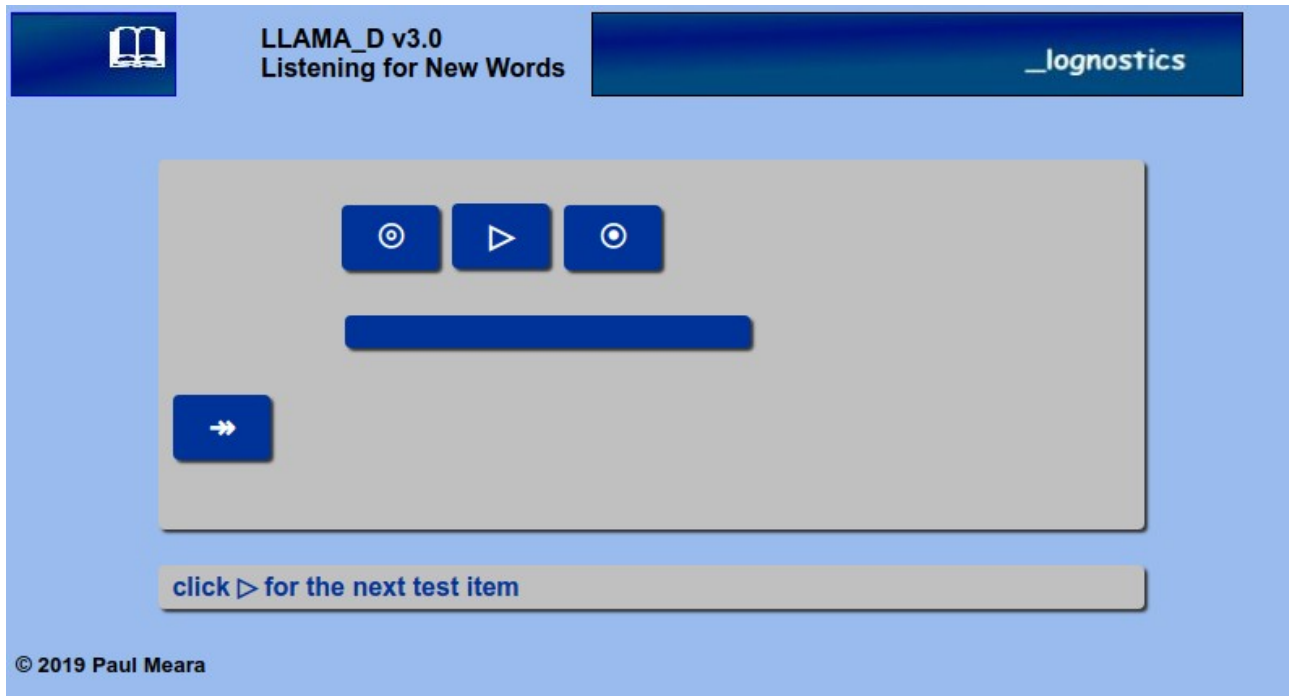 LLAMA_D v3.0
Listening for New Words
_lognostics
◎ ▷ ⦿
↠
click ▷ for the next test item
© 2019 Paul Meara